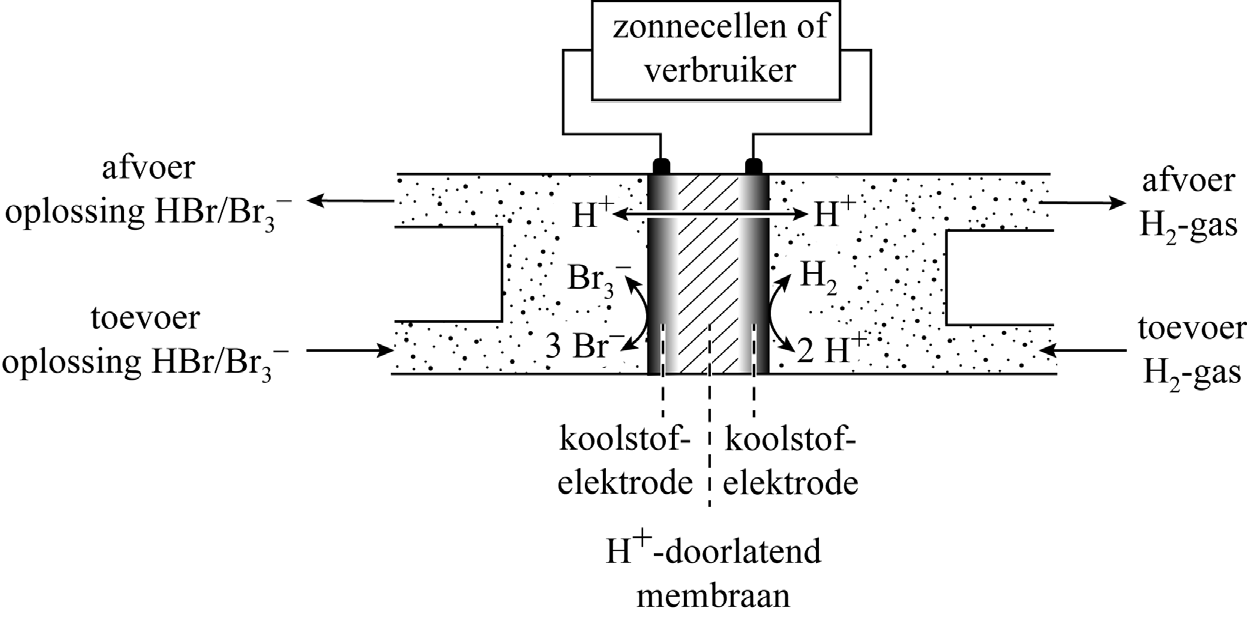 zonnecellen of
verbruiker
afvoer
oplossing HBr/Br₃⁻
afvoer
H₂-gas
H⁺
H⁺
Br₃⁻
H₂
3 Br⁻
2 H⁺
toevoer
oplossing HBr/Br₃⁻
toevoer
H₂-gas
koolstof-
elektrode
koolstof-
elektrode
H⁺-doorlatend
membraan